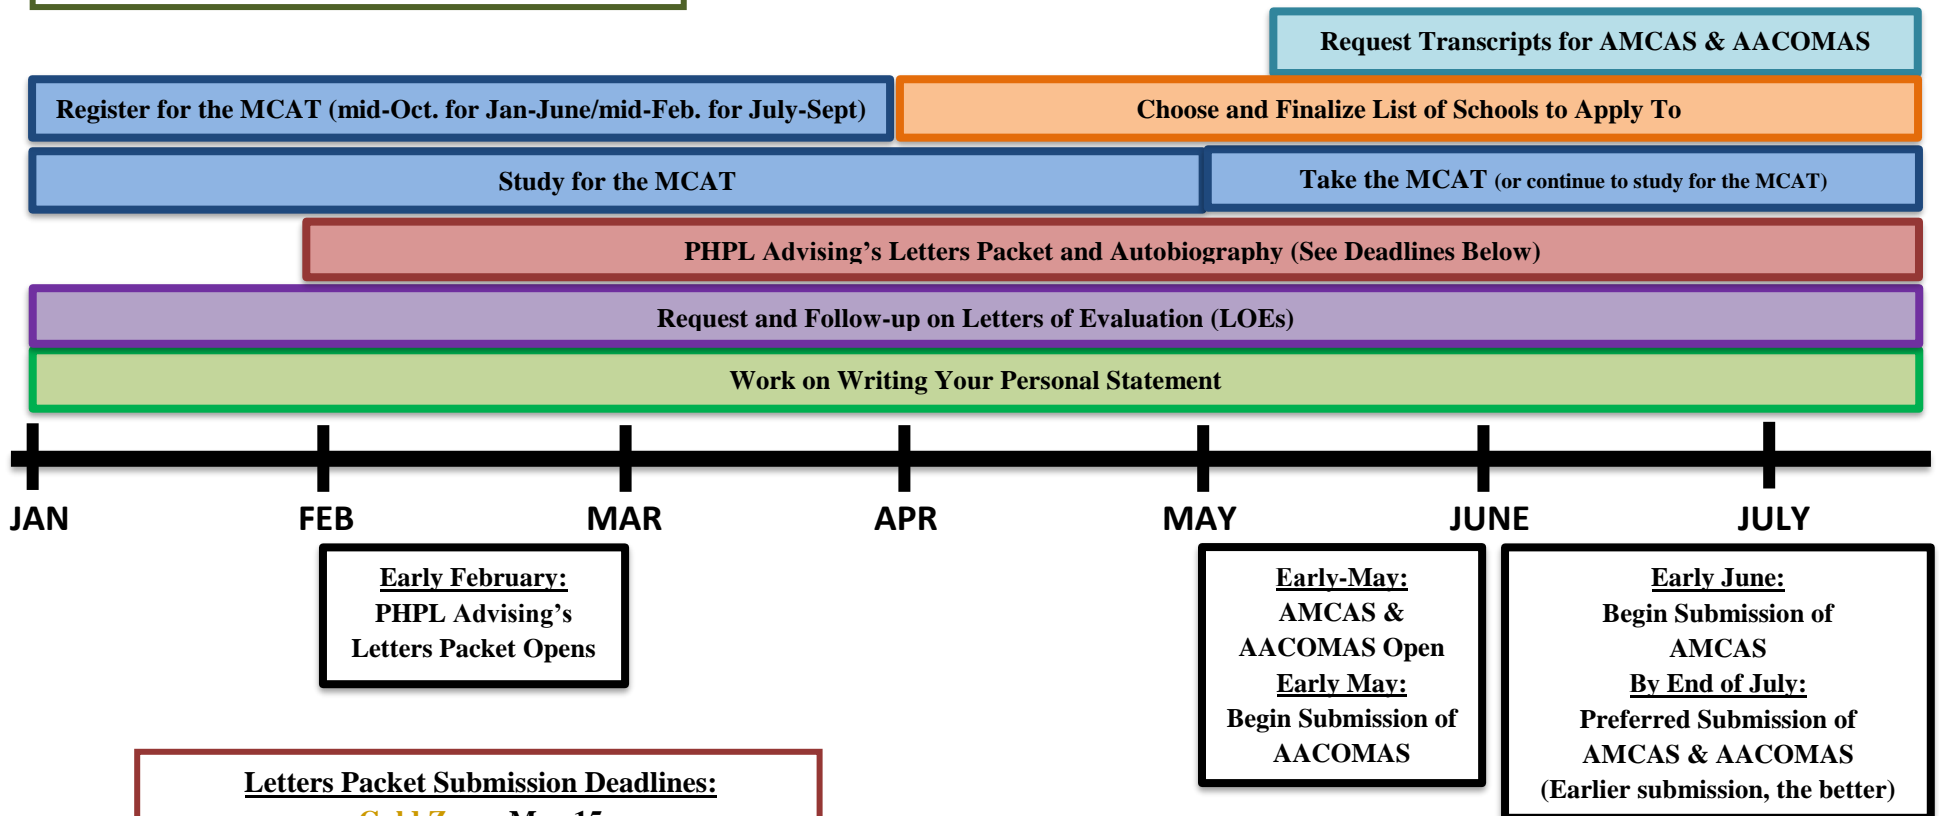 Request Transcripts for AMCAS & AACOMAS
Register for the MCAT (mid-Oct. for Jan-June/mid-Feb. for July-Sept)
Choose and Finalize List of Schools to Apply To
Study for the MCAT
Take the MCAT (or continue to study for the MCAT)
PHPL Advising’s Letters Packet and Autobiography (See Deadlines Below)
Request and Follow-up on Letters of Evaluation (LOEs)
Work on Writing Your Personal Statement
JAN
FEB
MAR
APR
MAY
JUNE
JULY
Early February:
PHPL Advising’s
Letters Packet Opens
Early-May:
AMCAS &
AACOMAS Open
Early May:
Begin Submission of
AACOMAS
Early June:
Begin Submission of
AMCAS
By End of July:
Preferred Submission of
AMCAS & AACOMAS
(Earlier submission, the better)
Letters Packet Submission Deadlines: